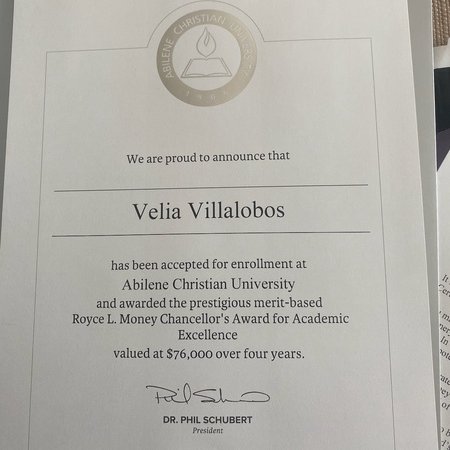 ABILENE CHRISTIAN UNIVERSITY
1906
We are proud to announce that
Velia Villalobos
has been accepted for enrollment at
Abilene Christian University
and awarded the prestigious merit-based
Royce L. Money Chancellor's Award for Academic
Excellence
valued at $76,000 over four years.
DR. PHIL SCHUBERT
President
It